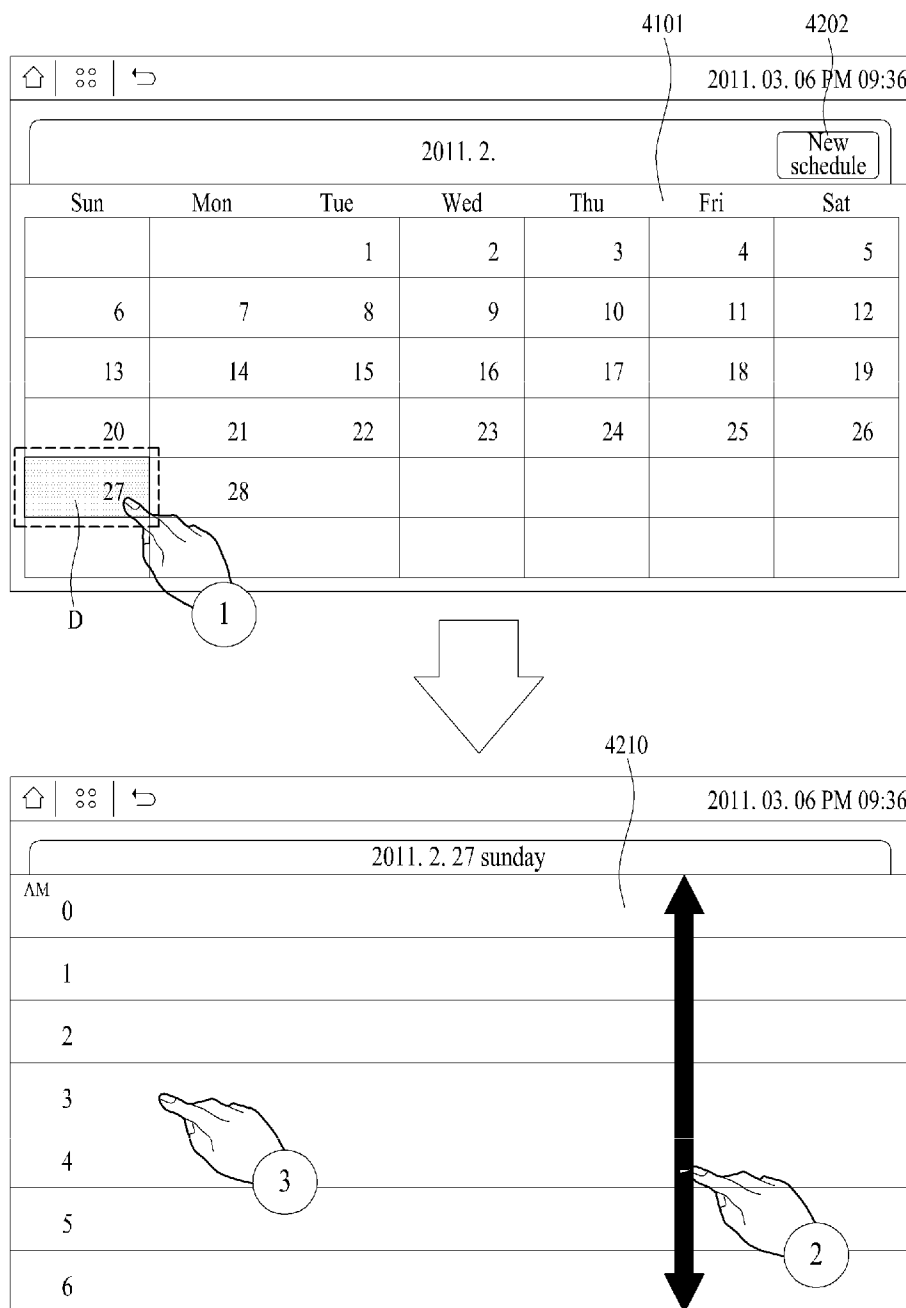 4101 4202
2011. 03. 06 PM 09:36
2011. 2.
New
schedule
Sun Mon Tue Wed Thu Fri Sat
1 2 3 4 5
6 7 8 9 10 11 12
13 14 15 16 17 18 19
20 21 22 23 24 25 26
27 28
D 1
4210
2011. 03. 06 PM 09:36
2011. 2. 27 sunday
AM
0
1
2
3
4
3
5
2
6